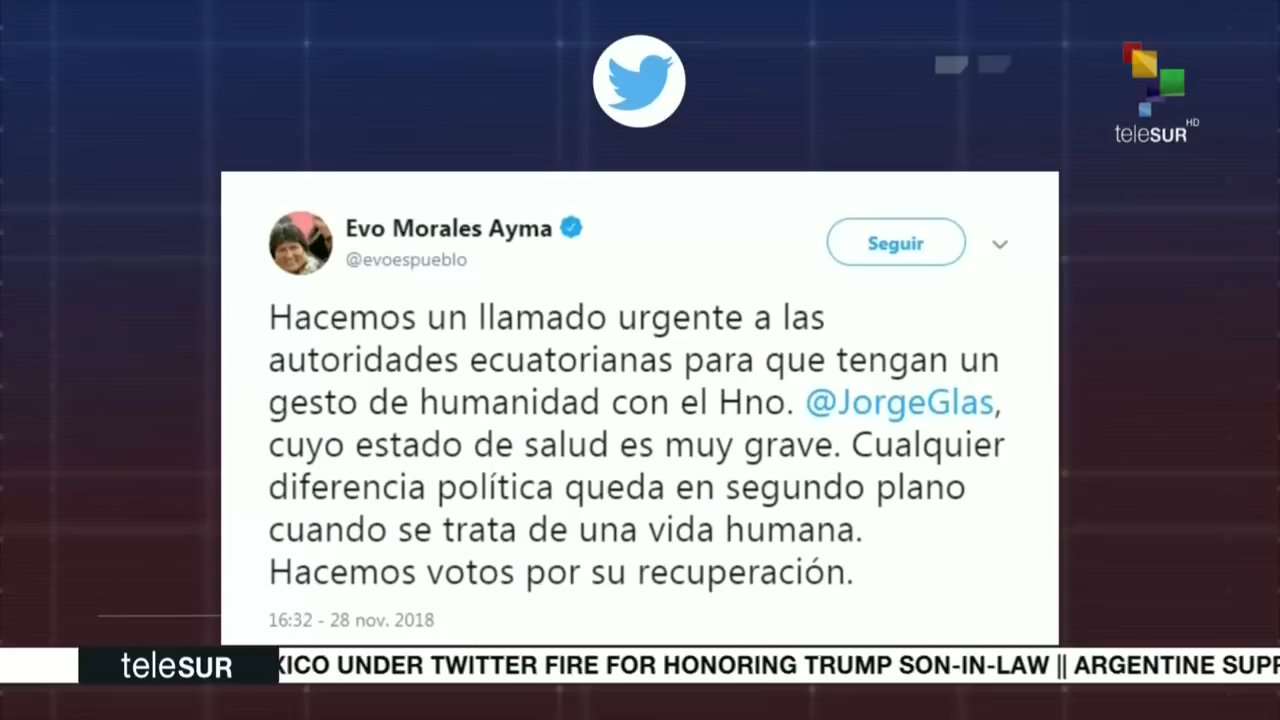 HD
teleSUR
Evo Morales Ayma
@evoespueblo
Seguir
Hacemos un llamado urgente a las
autoridades ecuatorianas para que tengan un
gesto de humanidad con el Hno. @JorgeGlas,
cuyo estado de salud es muy grave. Cualquier
diferencia política queda en segundo plano
cuando se trata de una vida humana.
Hacemos votos por su recuperación.
16:32 - 28 nov. 2018
teleSUR XICO UNDER TWITTER FIRE FOR HONORING TRUMP SON-IN-LAW || ARGENTINE SUPR